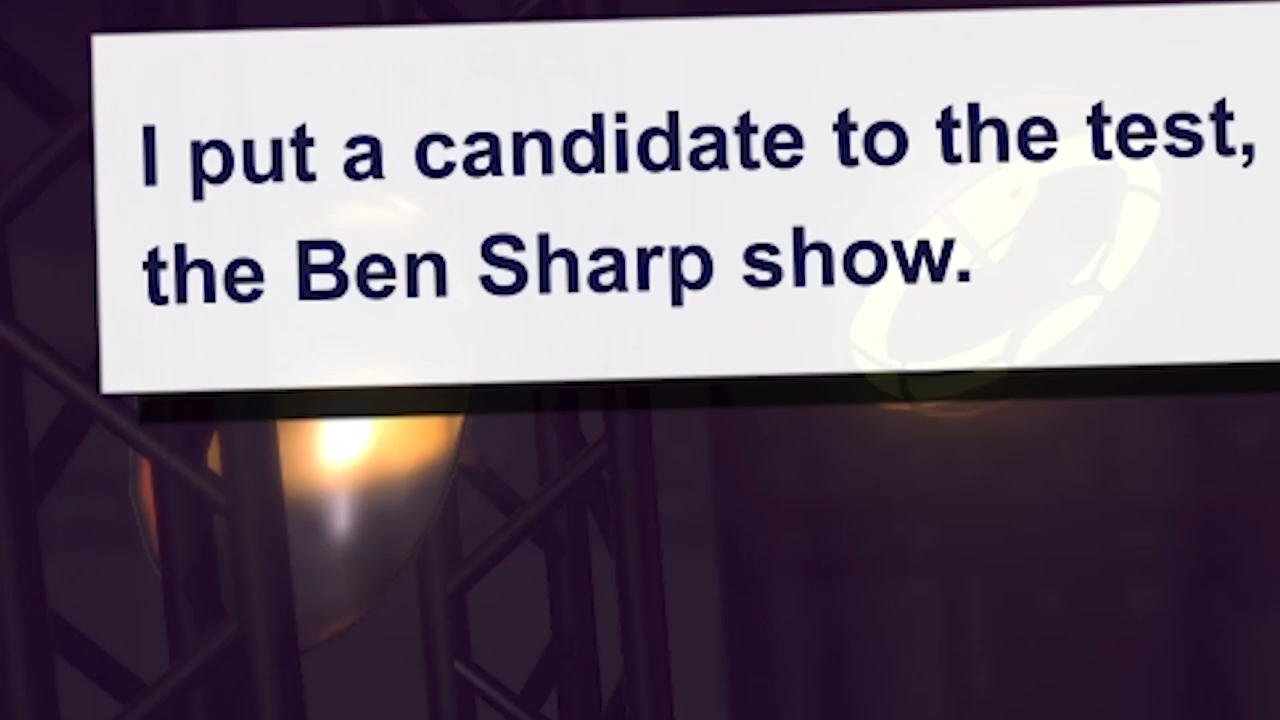 I put a candidate to the test,
the Ben Sharp show.